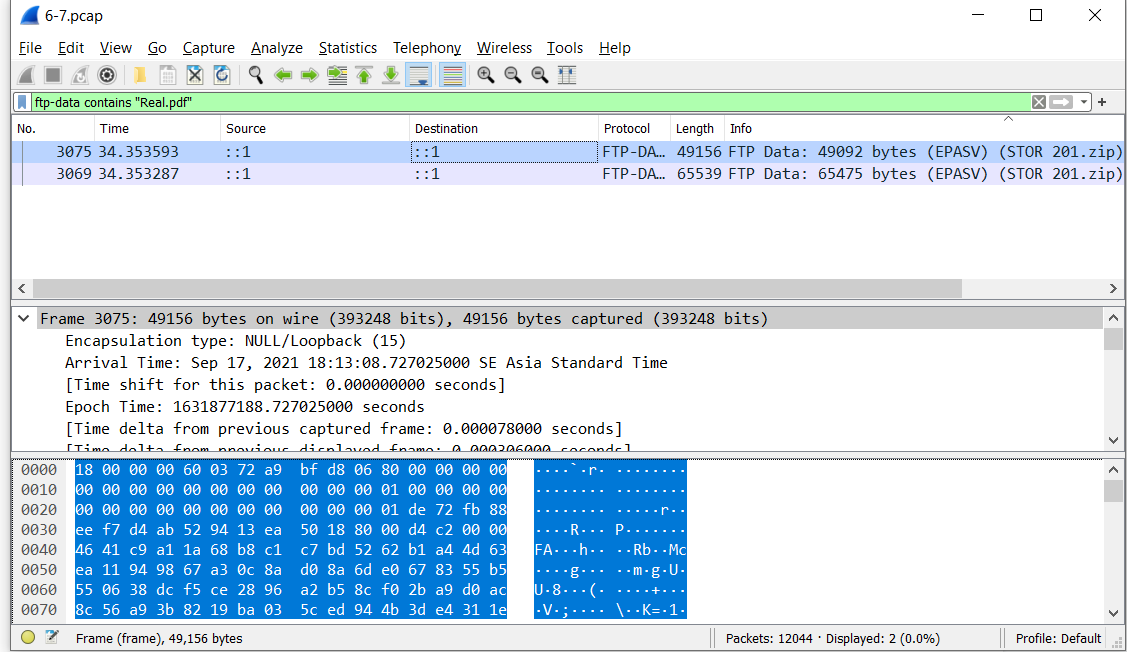 6-7.pcap
File Edit View Go Capture Analyze Statistics Telephony Wireless Tools Help
ftp-data contains "Real.pdf"
No. Time Source Destination Protocol Length Info
3075 34.353593 ::1 ::1 FTP-DA… 49156 FTP Data: 49092 bytes (EPASV) (STOR 201.zip)
3069 34.353287 ::1 ::1 FTP-DA… 65539 FTP Data: 65475 bytes (EPASV) (STOR 201.zip)
Frame 3075: 49156 bytes on wire (393248 bits), 49156 bytes captured (393248 bits)
Encapsulation type: NULL/Loopback (15)
Arrival Time: Sep 17, 2021 18:13:08.727025000 SE Asia Standard Time
[Time shift for this packet: 0.000000000 seconds]
Epoch Time: 1631877188.727025000 seconds
[Time delta from previous captured frame: 0.000078000 seconds]
[Time delta from previous displayed frame: 0.000306000 seconds]
0000 18 00 00 00 60 03 72 a9 bf d8 06 80 00 00 00 00 ····`·r· ········
0010 00 00 00 00 00 00 00 00 00 00 00 01 00 00 00 00 ········ ········
0020 00 00 00 00 00 00 00 00 00 00 00 01 de 72 fb 88 ········ ·····r··
0030 ee f7 d4 ab 52 94 13 ea 50 18 80 00 d4 c2 00 00 ····R··· P·······
0040 46 41 c9 a1 1a 68 b8 c1 c7 bd 52 62 b1 a4 4d 63 FA···h·· ··Rb··Mc
0050 ea 11 94 98 67 a3 0c 8a d0 8a 6d e0 67 83 55 b5 ····g··· ··m·g·U·
0060 55 06 38 dc f5 ce 28 96 a2 b5 8c f0 2b a9 d0 ac U·8···(· ····+···
0070 8c 56 a9 3b 82 19 ba 03 5c ed 94 4b 3d e4 31 1e ·V·;···· \··K=·1·
Frame (frame), 49,156 bytes Packets: 12044 · Displayed: 2 (0.0%) Profile: Default